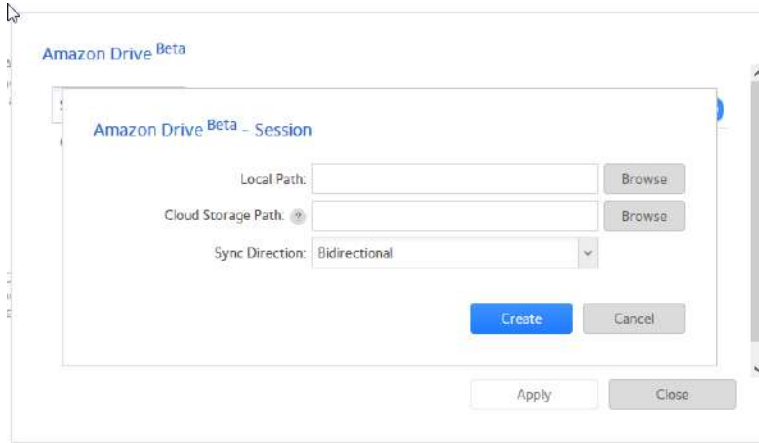 Amazon Drive Beta
Amazon Drive Beta - Session
Local Path:
Browse
Cloud Storage Path: ?
Browse
Sync Direction: Bidirectional
Create
Cancel
Apply
Close